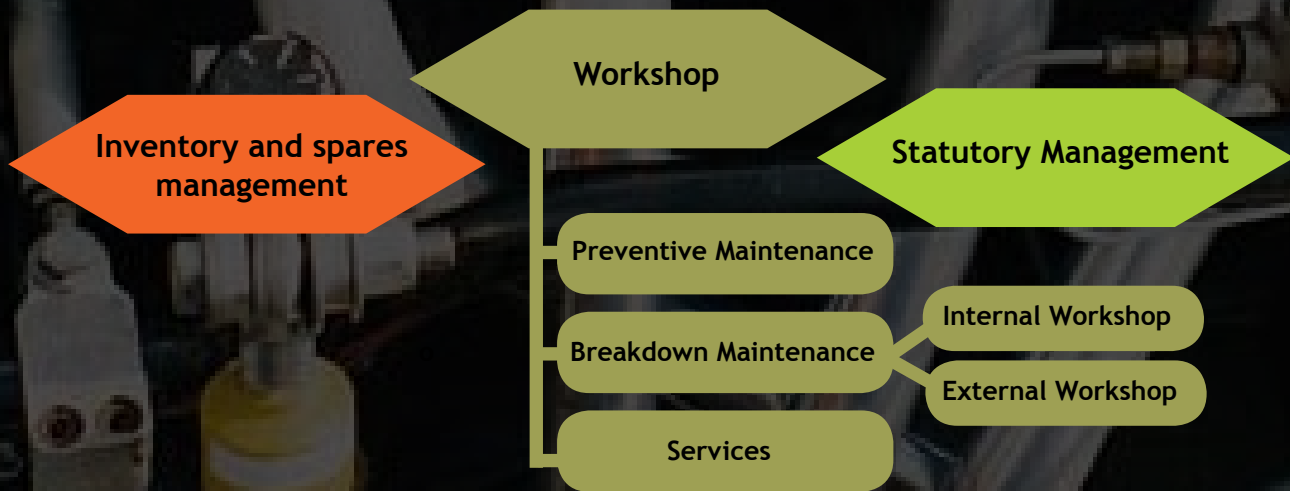 Workshop
Inventory and spares
management
Statutory Management
Preventive Maintenance
Breakdown Maintenance
Internal Workshop
External Workshop
Services